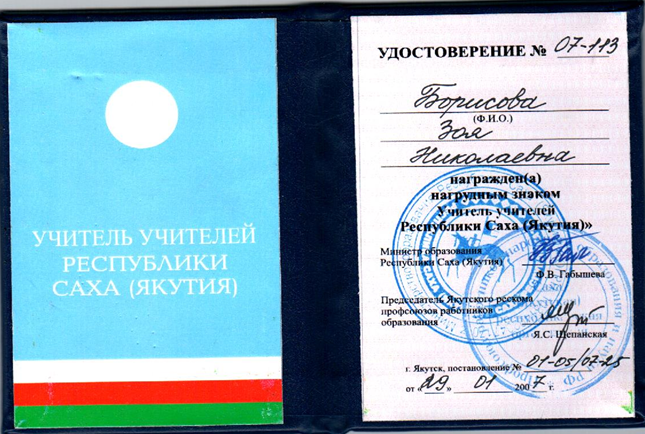 УЧИТЕЛЬ УЧИТЕЛЕЙ
РЕСПУБЛИКИ
САХА (ЯКУТИЯ)
УДОСТОВЕРЕНИЕ № 07-113
Борисова
(Ф.И.О.)
Зоя
Николаевна
награжден(а)
нагрудным знаком
Учитель учителей
Республики Саха (Якутия)»
Министр образования
Республики Саха (Якутия)
Ф.В. Габышева
Председатель Якутского рескома
профсоюзов работников
образования
Я.С. Щепанская
г. Якутск, постановление № 01-05/07-25
от «29» 01 2007 г.